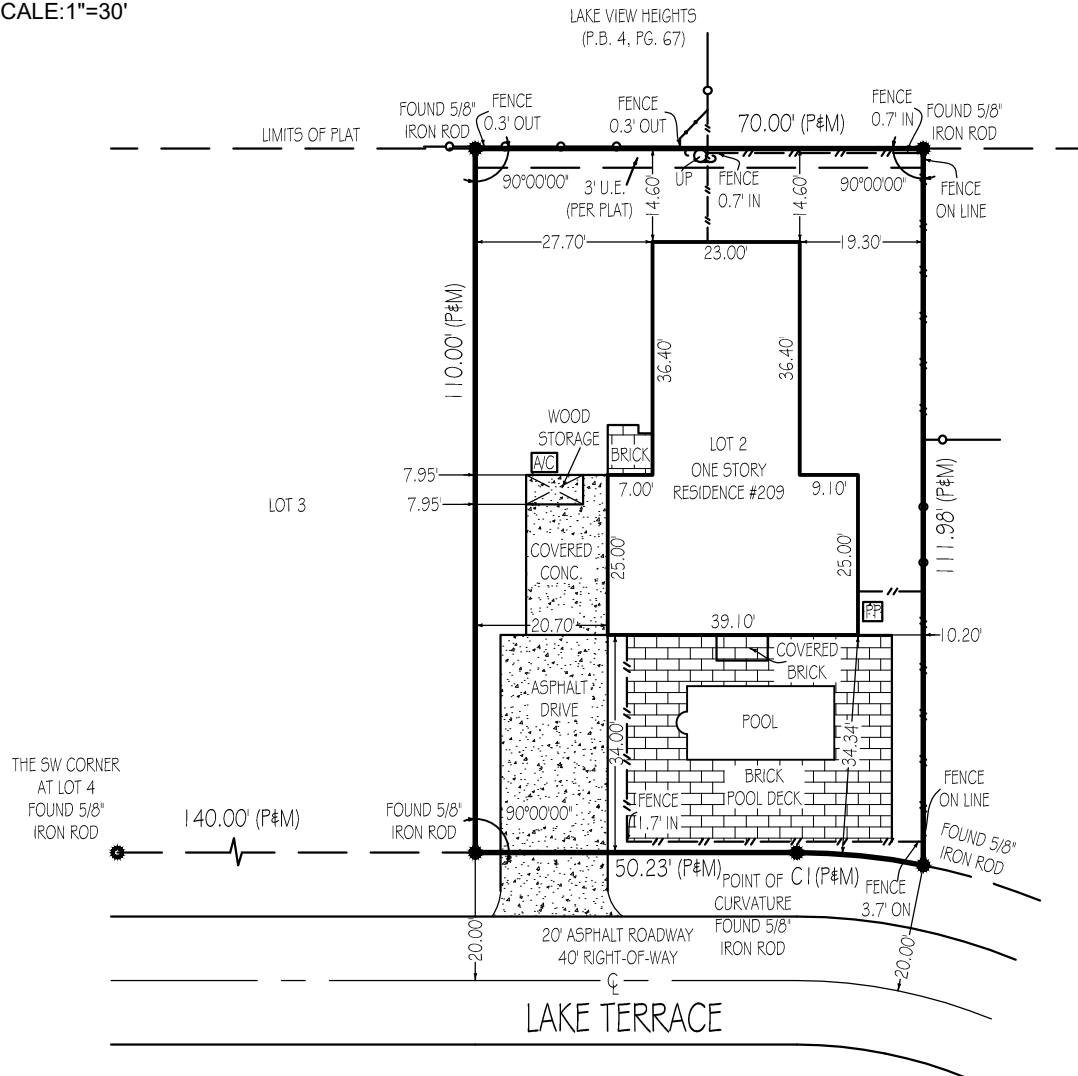 CALE:1"=30'
LAKE VIEW HEIGHTS
(P.B. 4, PG. 67)
FOUND 5/8"
IRON ROD
FENCE
0.3' OUT
FENCE
0.3' OUT
70.00' (P&M)
FENCE
0.7' IN
FOUND 5/8"
IRON ROD
LIMITS OF PLAT
90°00'00"
3' U.E.
(PER PLAT)
14.60'
UP
FENCE
0.7' IN
14.60'
90°00'00"
FENCE
ON LINE
27.70'
23.00'
19.30'
110.00' (P&M)
36.40'
36.40'
WOOD
STORAGE
A/C
BRICK
LOT 2
ONE STORY
RESIDENCE #209
7.95'
7.95'
7.00'
9.10'
LOT 3
111.98' (P&M)
COVERED
CONC.
25.00'
25.00'
P.P
20.70'
39.10'
10.20'
COVERED
BRICK
ASPHALT
DRIVE
34.00'
POOL
34.34'
BRICK
POOL DECK
THE SW CORNER
AT LOT 4
FOUND 5/8"
IRON ROD
140.00' (P&M)
FOUND 5/8"
IRON ROD
90°00'00"
FENCE
1.7' IN
FENCE
ON LINE
FOUND 5/8"
IRON ROD
50.23' (P&M)
POINT OF
CURVATURE
FOUND 5/8"
IRON ROD
C1(P&M)
FENCE
3.7' ON
20.00'
20' ASPHALT ROADWAY
40' RIGHT-OF-WAY
20.00'
CL
LAKE TERRACE